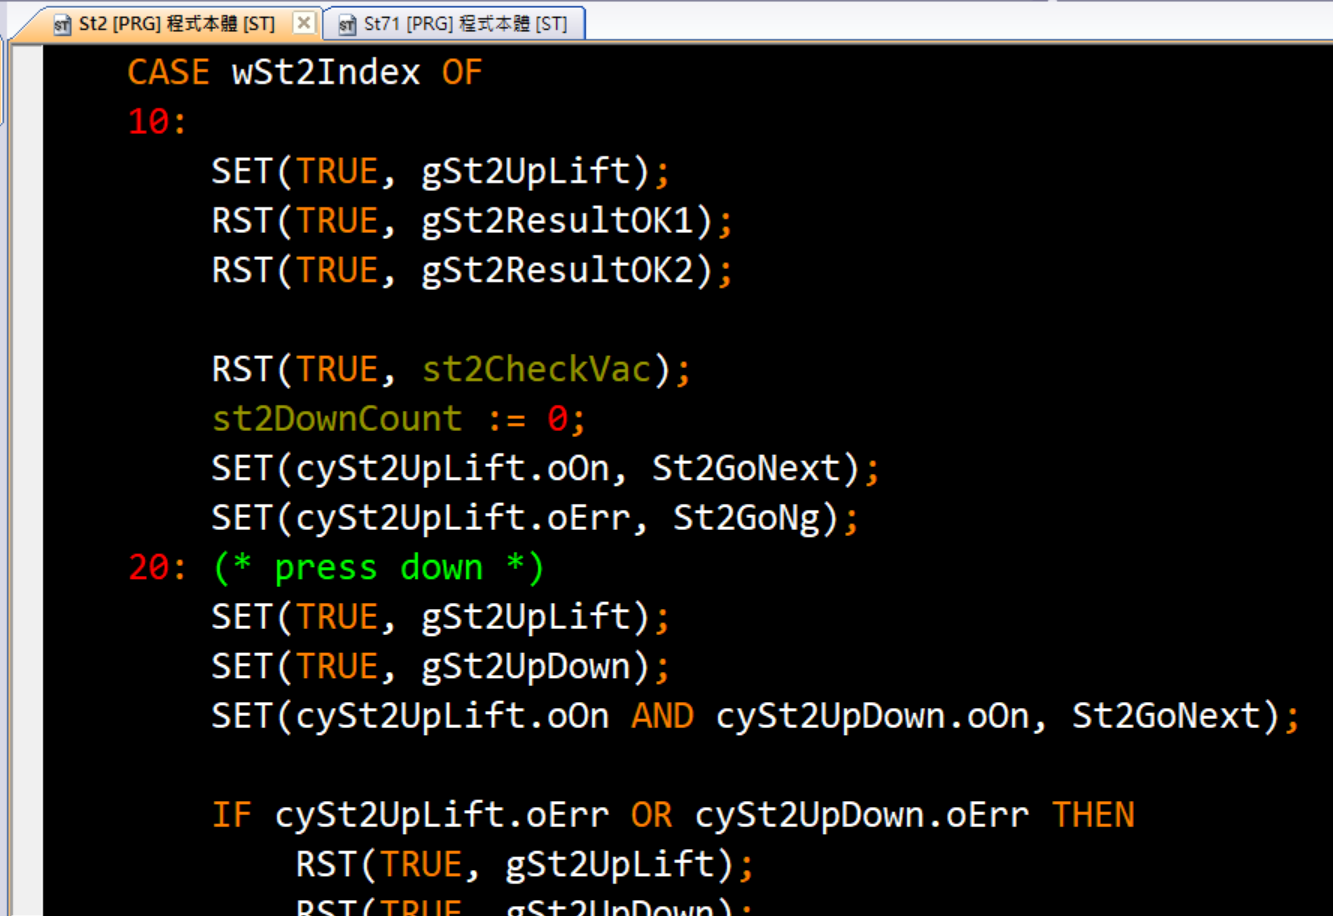 St2 [PRG] 程式本體 [ST]
St71 [PRG] 程式本體 [ST]
CASE wSt2Index OF
10:
SET(TRUE, gSt2UpLift);
RST(TRUE, gSt2ResultOK1);
RST(TRUE, gSt2ResultOK2);
RST(TRUE, st2CheckVac);
st2DownCount := 0;
SET(cySt2UpLift.oOn, St2GoNext);
SET(cySt2UpLift.oErr, St2GoNg);
20: (* press down *)
SET(TRUE, gSt2UpLift);
SET(TRUE, gSt2UpDown);
SET(cySt2UpLift.oOn AND cySt2UpDown.oOn, St2GoNext);
IF cySt2UpLift.oErr OR cySt2UpDown.oErr THEN
RST(TRUE, gSt2UpLift);
RST(TRUE, gSt2UpDown);